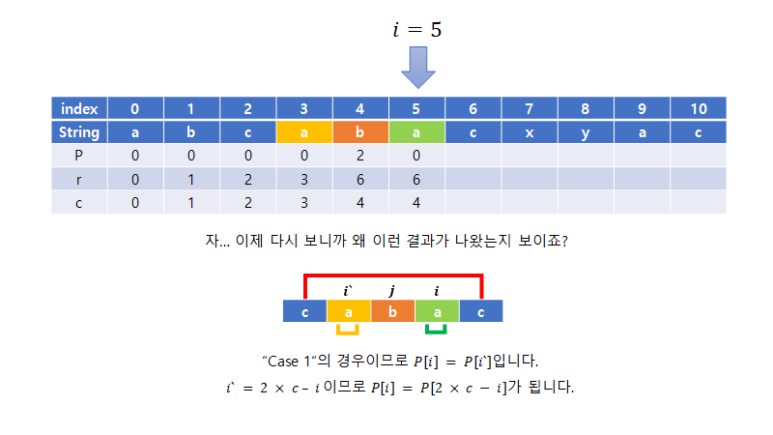 i = 5
index 0 1 2 3 4 5 6 7 8 9 10
String a b c a b a c x y a c
P 0 0 0 0 2 0
r 0 1 2 3 6 6
c 0 1 2 3 4 4
자... 이제 다시 보니까 왜 이런 결과가 나왔는지 보이죠?
i` j i
c a b a c
“Case 1“의 경우이므로 P[i] = P[i`]입니다.
i` = 2 × c – i 이므로 P[i] = P[2 × c − i]가 됩니다.